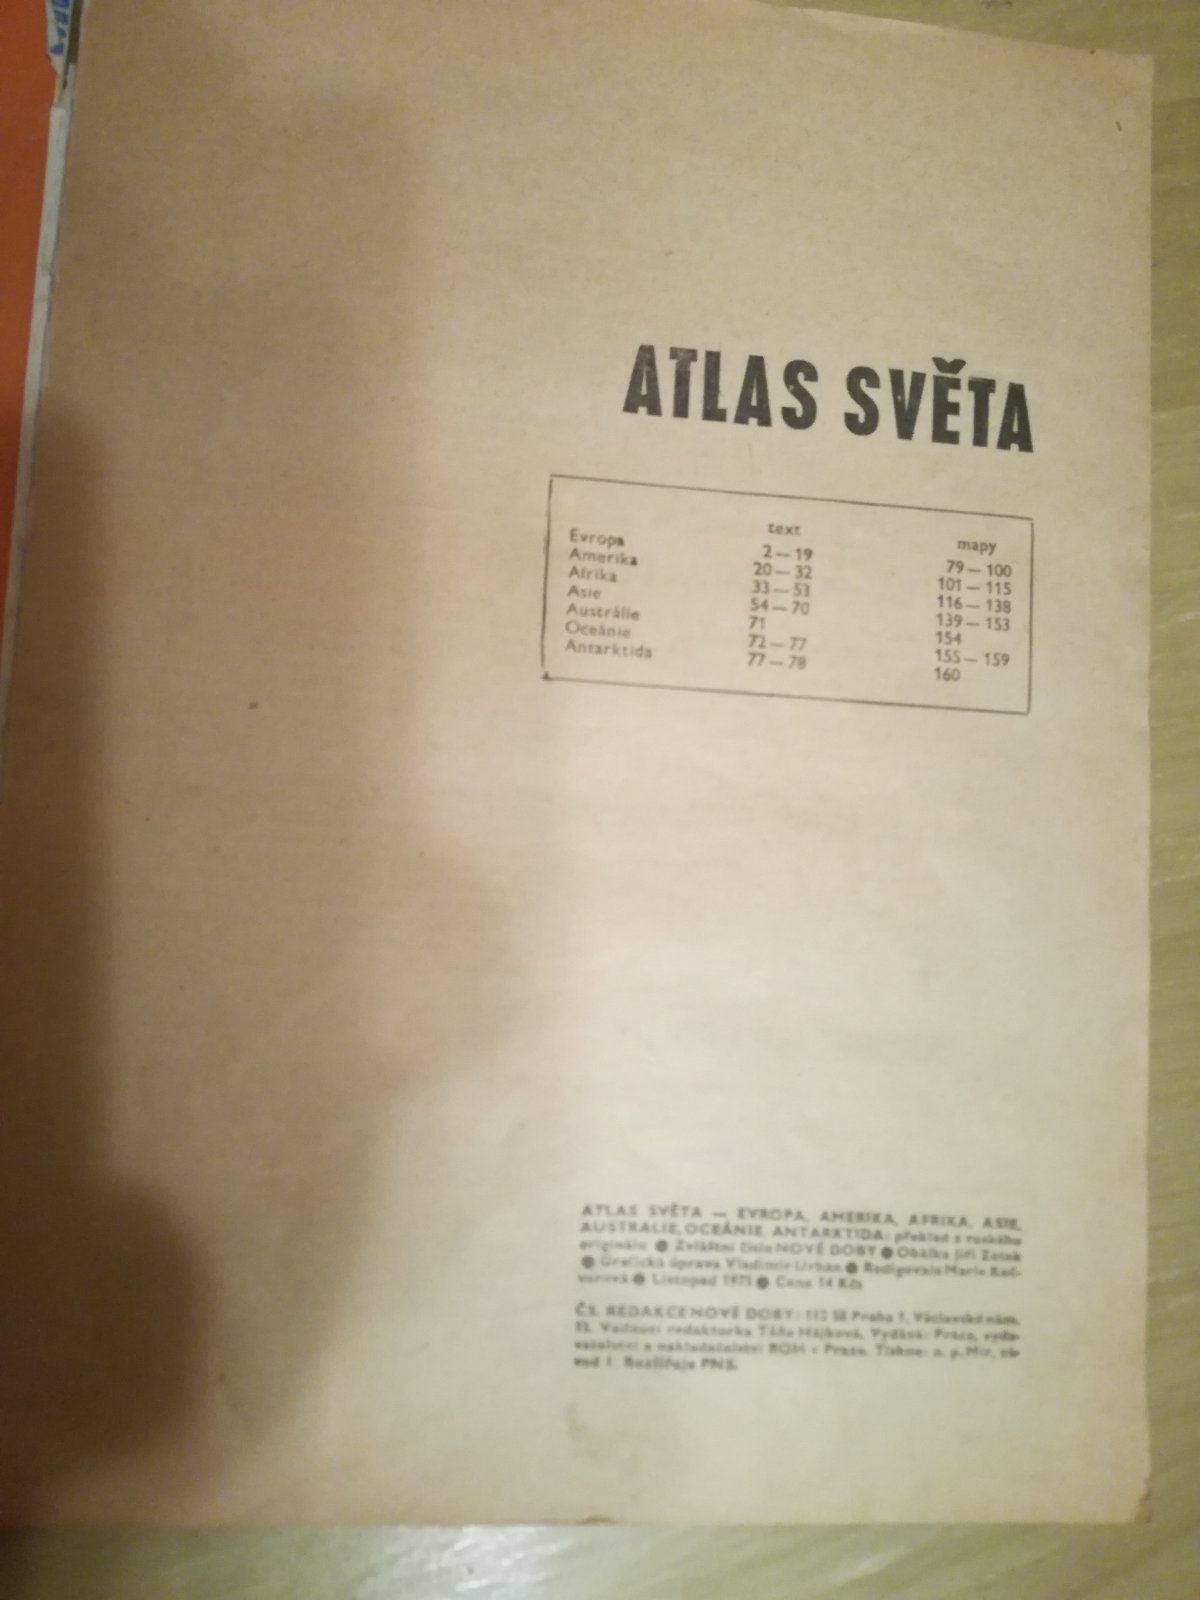 ATLAS SVĚTA
text mapy
Evropa 2—19 79—100
Amerika 20—32 101—115
Afrika 33—53 116—138
Asie 54—70 139—153
Austrálie 71 154
Oceánie 72—77 155—159
Antarktida 77—78 160
ATLAS SVĚTA — EVROPA, AMERIKA, AFRIKA, ASIE,
AUSTRALIE, OCEÁNIE, ANTARKTIDA: překlad z ruského
originálu ● Zvláštní číslo NOVÉ DOBY ● Obálka Jiří
● Grafická úprava Vladimír Urban ● Redigovala Marie
● Listopad 1975 ● Cena 14 Kčs
ČS. REDAKCE NOVÉ DOBY: 112 58 Praha 1, Václavské nám.
15. Vedoucí redaktorka Táňa Hájková. Vydává: Práce, vyda-
vatelství a nakladatelství ROH v Praze. Tiskne: n. p. Mír, zá-
vod 1. Rozšiřuje PNS.